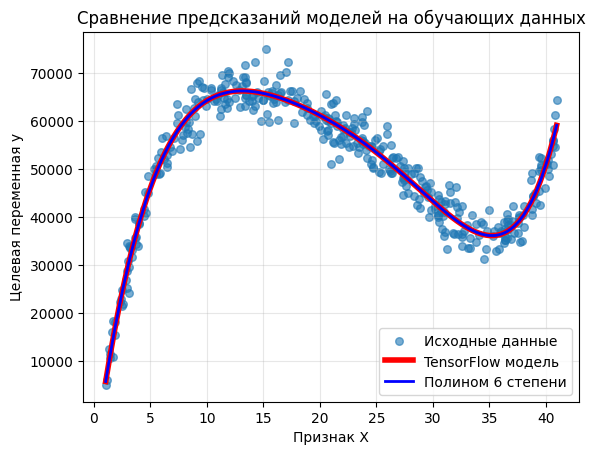 Сравнение предсказаний моделей на обучающих данных
Целевая переменная y
70000
60000
50000
40000
30000
20000
10000
0 5 10 15 20 25 30 35 40
Признак X
Исходные данные
TensorFlow модель
Полином 6 степени